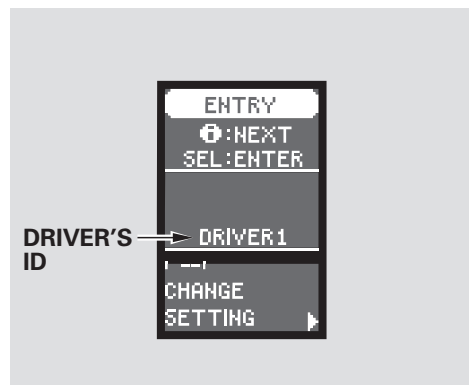 ENTRY
:NEXT
SEL:ENTER
DRIVER'S
ID
DRIVER1
CHANGE
SETTING